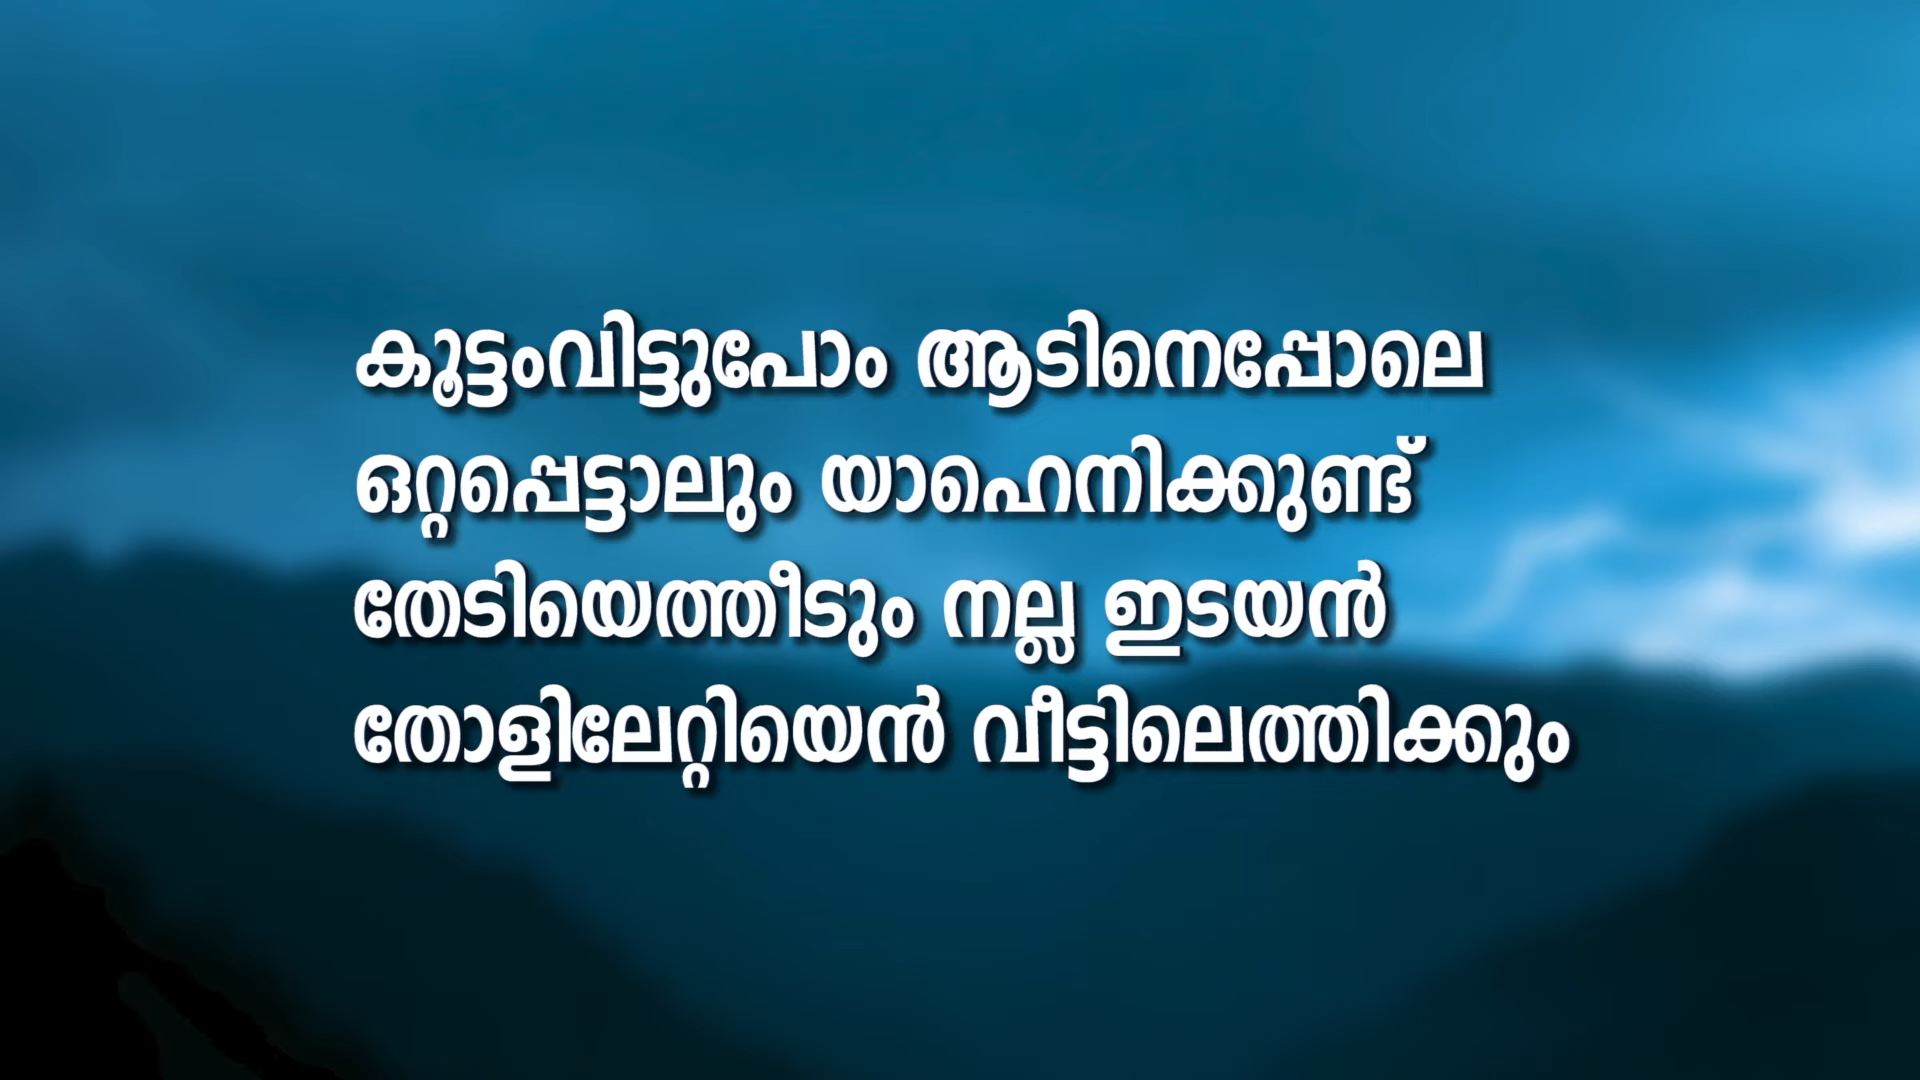 കൂട്ടംവിട്ടുപോം ആടിനെപ്പോലെ
ഒറ്റപ്പെട്ടാലും യാഹെനിക്കുണ്ട്
തേടിയെത്തീടും നല്ല ഇടയൻ
തോളിലേറ്റിയെൻ വീട്ടിലെത്തിക്കും